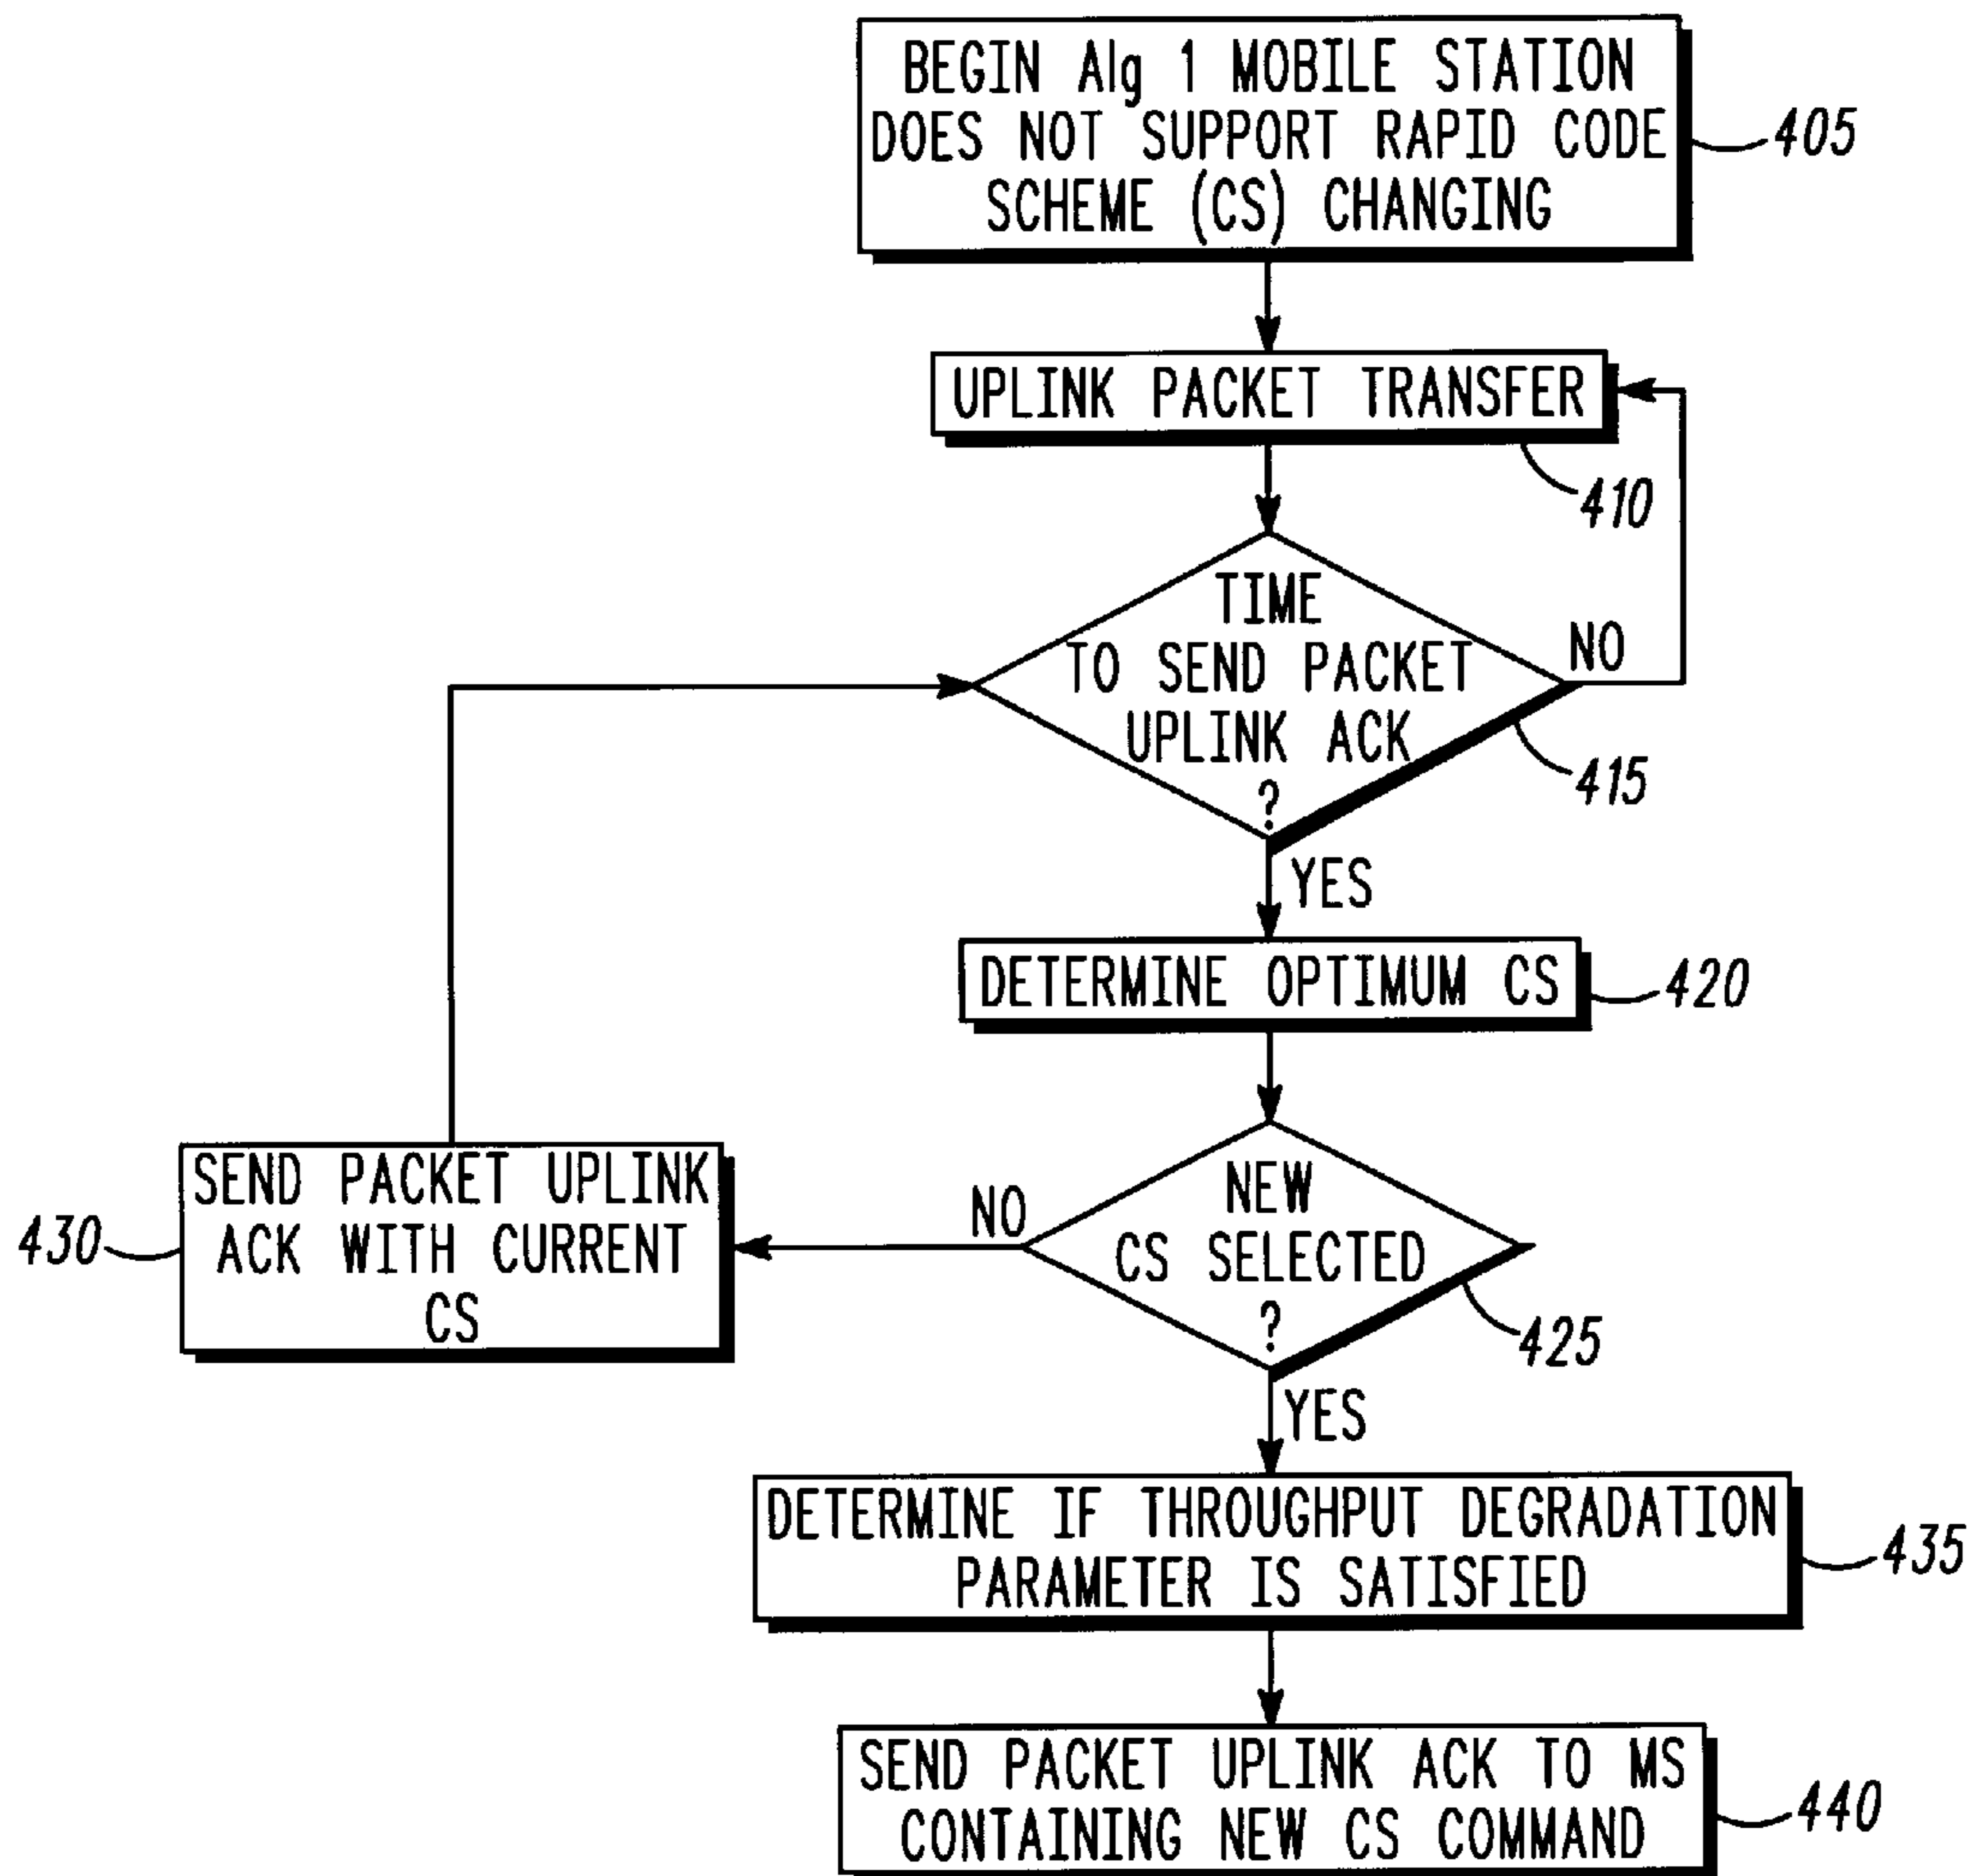 BEGIN Alg 1 MOBILE STATION
DOES NOT SUPPORT RAPID CODE
SCHEME (CS) CHANGING
405
UPLINK PACKET TRANSFER
410
TIME
TO SEND PACKET
UPLINK ACK
?
NO
415
YES
DETERMINE OPTIMUM CS
420
NEW
CS SELECTED
?
NO
425
SEND PACKET UPLINK
ACK WITH CURRENT
CS
430
YES
DETERMINE IF THROUGHPUT DEGRADATION
PARAMETER IS SATISFIED
435
SEND PACKET UPLINK ACK TO MS
CONTAINING NEW CS COMMAND
440